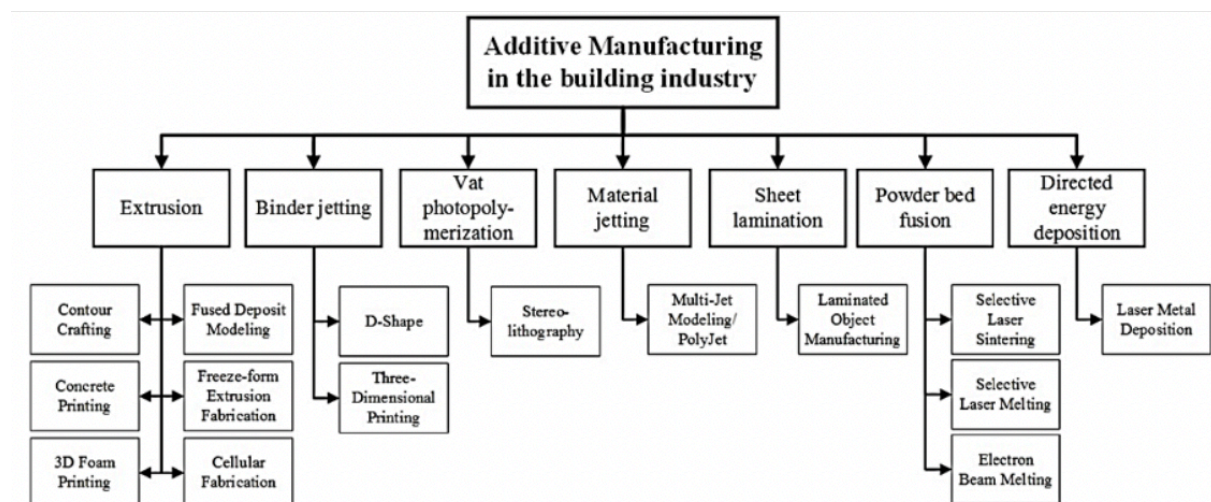 Additive Manufacturing
in the building industry
Extrusion
Binder jetting
Vat
photopoly-
merization
Material
jetting
Sheet
lamination
Powder bed
fusion
Directed
energy
deposition
Contour
Crafting
Fused Deposit
Modeling
Concrete
Printing
Freeze-form
Extrusion
Fabrication
3D Foam
Printing
Cellular
Fabrication
D-Shape
Three-
Dimensional
Printing
Stereo-
lithography
Multi-Jet
Modeling/
PolyJet
Laminated
Object
Manufacturing
Selective
Laser
Sintering
Selective
Laser Melting
Electron
Beam Melting
Laser Metal
Deposition